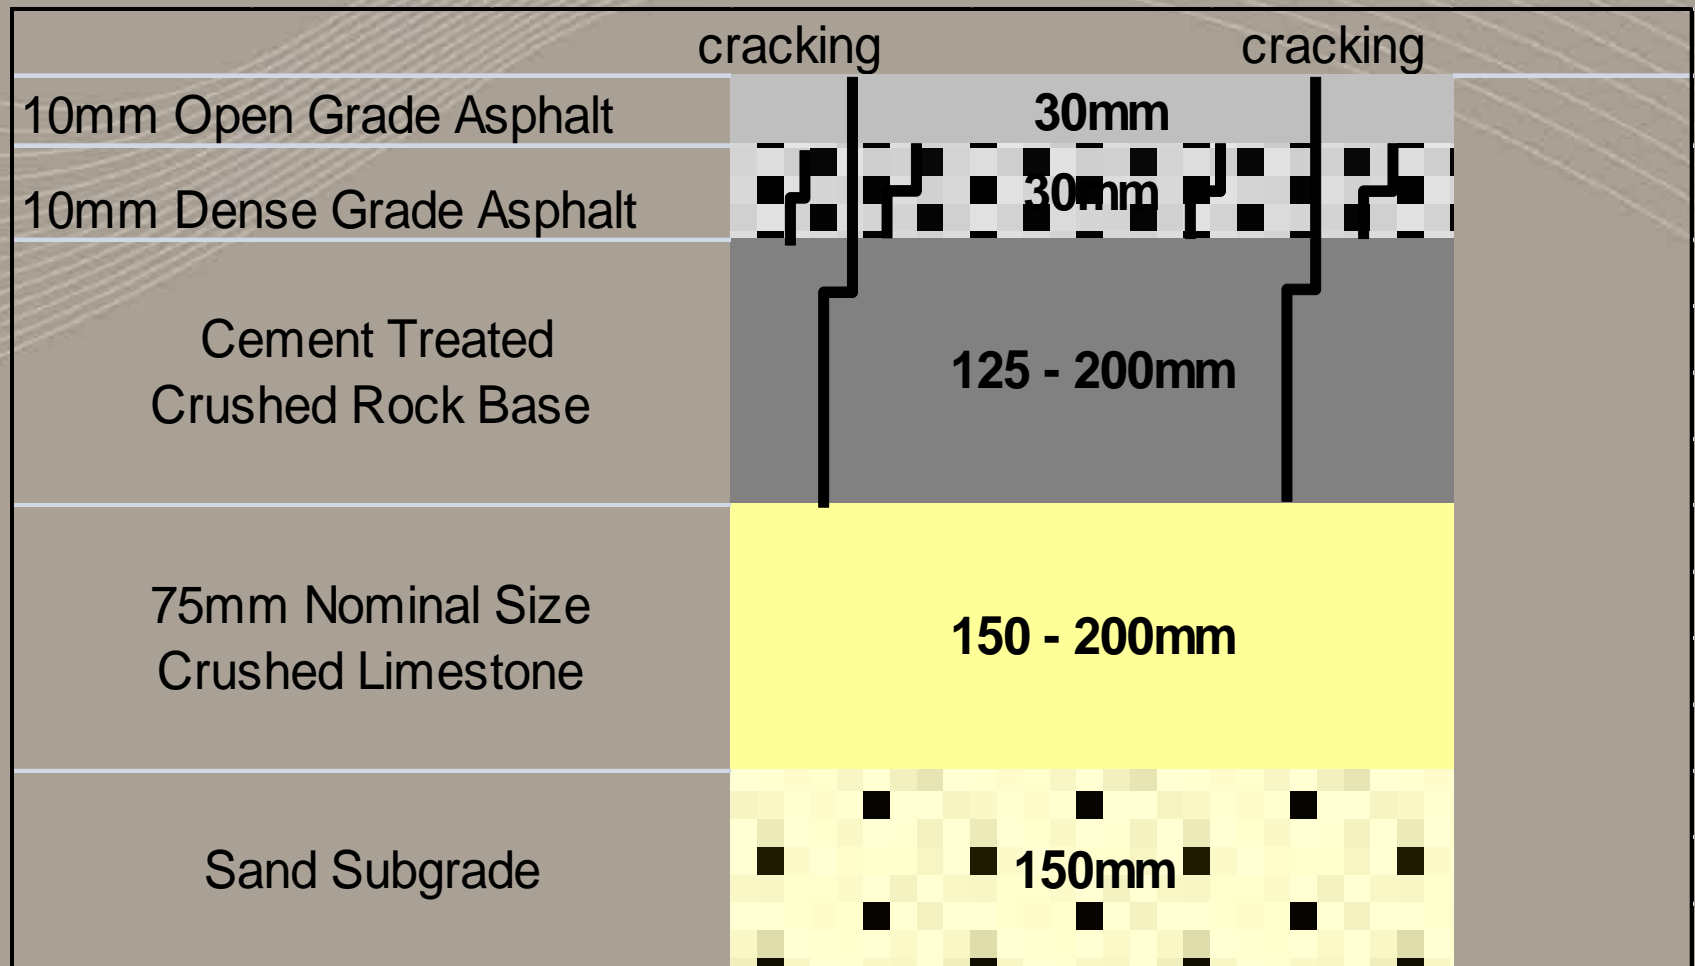 cracking cracking
10mm Open Grade Asphalt 30mm
10mm Dense Grade Asphalt 30mm
Cement Treated
Crushed Rock Base
125 - 200mm
75mm Nominal Size
Crushed Limestone
150 - 200mm
Sand Subgrade 150mm